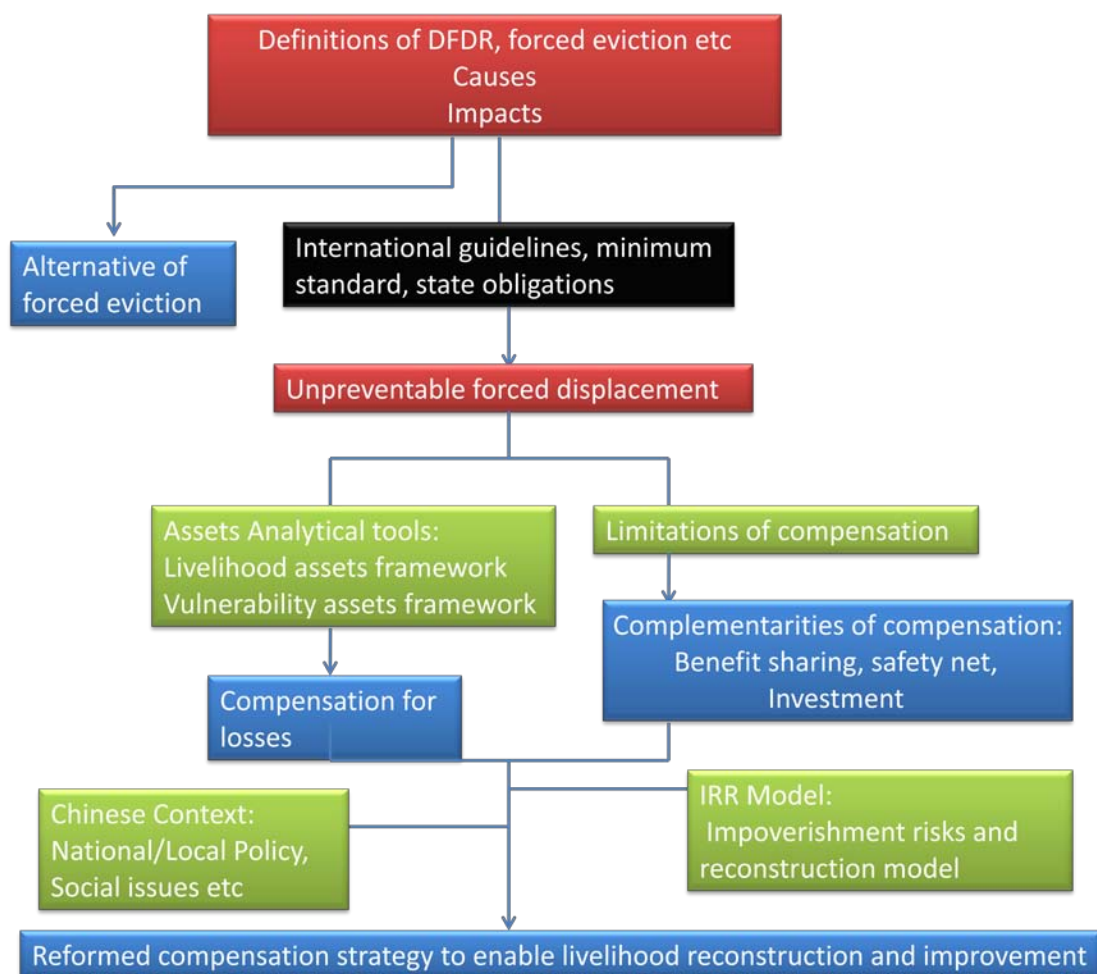 Definitions of DFDR, forced eviction etc
Causes
Impacts
Alternative of
forced eviction
International guidelines, minimum
standard, state obligations
Unpreventable forced displacement
Assets Analytical tools:
Livelihood assets framework
Vulnerability assets framework
Limitations of compensation
Complementarities of compensation:
Benefit sharing, safety net,
Investment
Compensation for
losses
Chinese Context:
National/Local Policy,
Social issues etc
IRR Model:
Impoverishment risks and
reconstruction model
Reformed compensation strategy to enable livelihood reconstruction and improvement